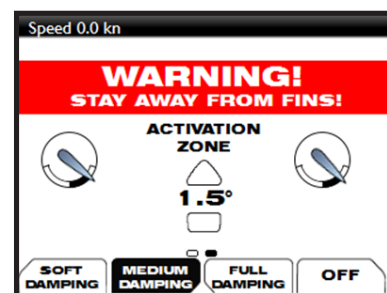 Speed 0.0 kn
WARNING!
STAY AWAY FROM FINS!
ACTIVATION
ZONE
1.5°
SOFT
DAMPING
MEDIUM
DAMPING
FULL
DAMPING
OFF